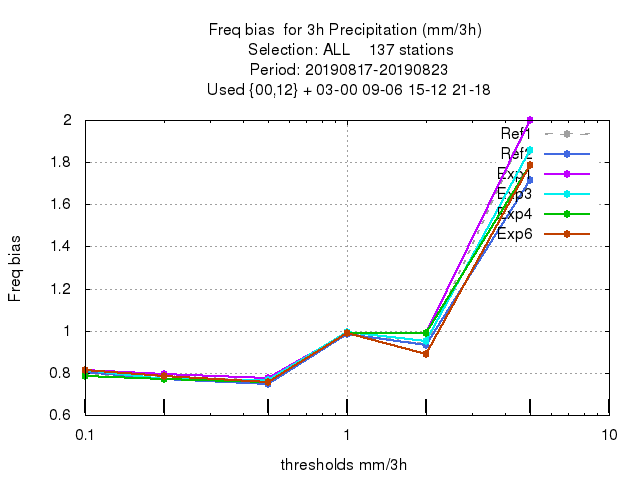 Freq bias  for 3h Precipitation (mm/3h)
Selection: ALL    137 stations
Period: 20190817-20190823
Used {00,12} + 03-00 09-06 15-12 21-18
Freq bias
2
1.8
1.6
1.4
1.2
1
0.8
0.6
Ref1
Ref2
Exp1
Exp3
Exp4
Exp6
0.1
1
10
thresholds mm/3h